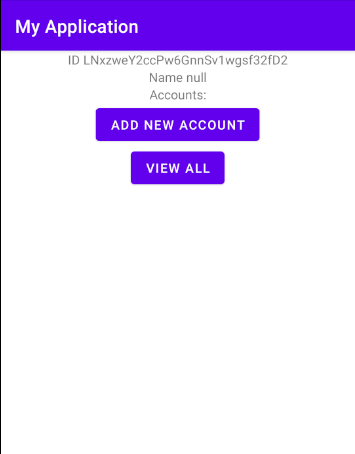 My Application
ID LNxzweY2ccPw6GnnSv1wgsf32fD2
Name null
Accounts:
ADD NEW ACCOUNT
VIEW ALL